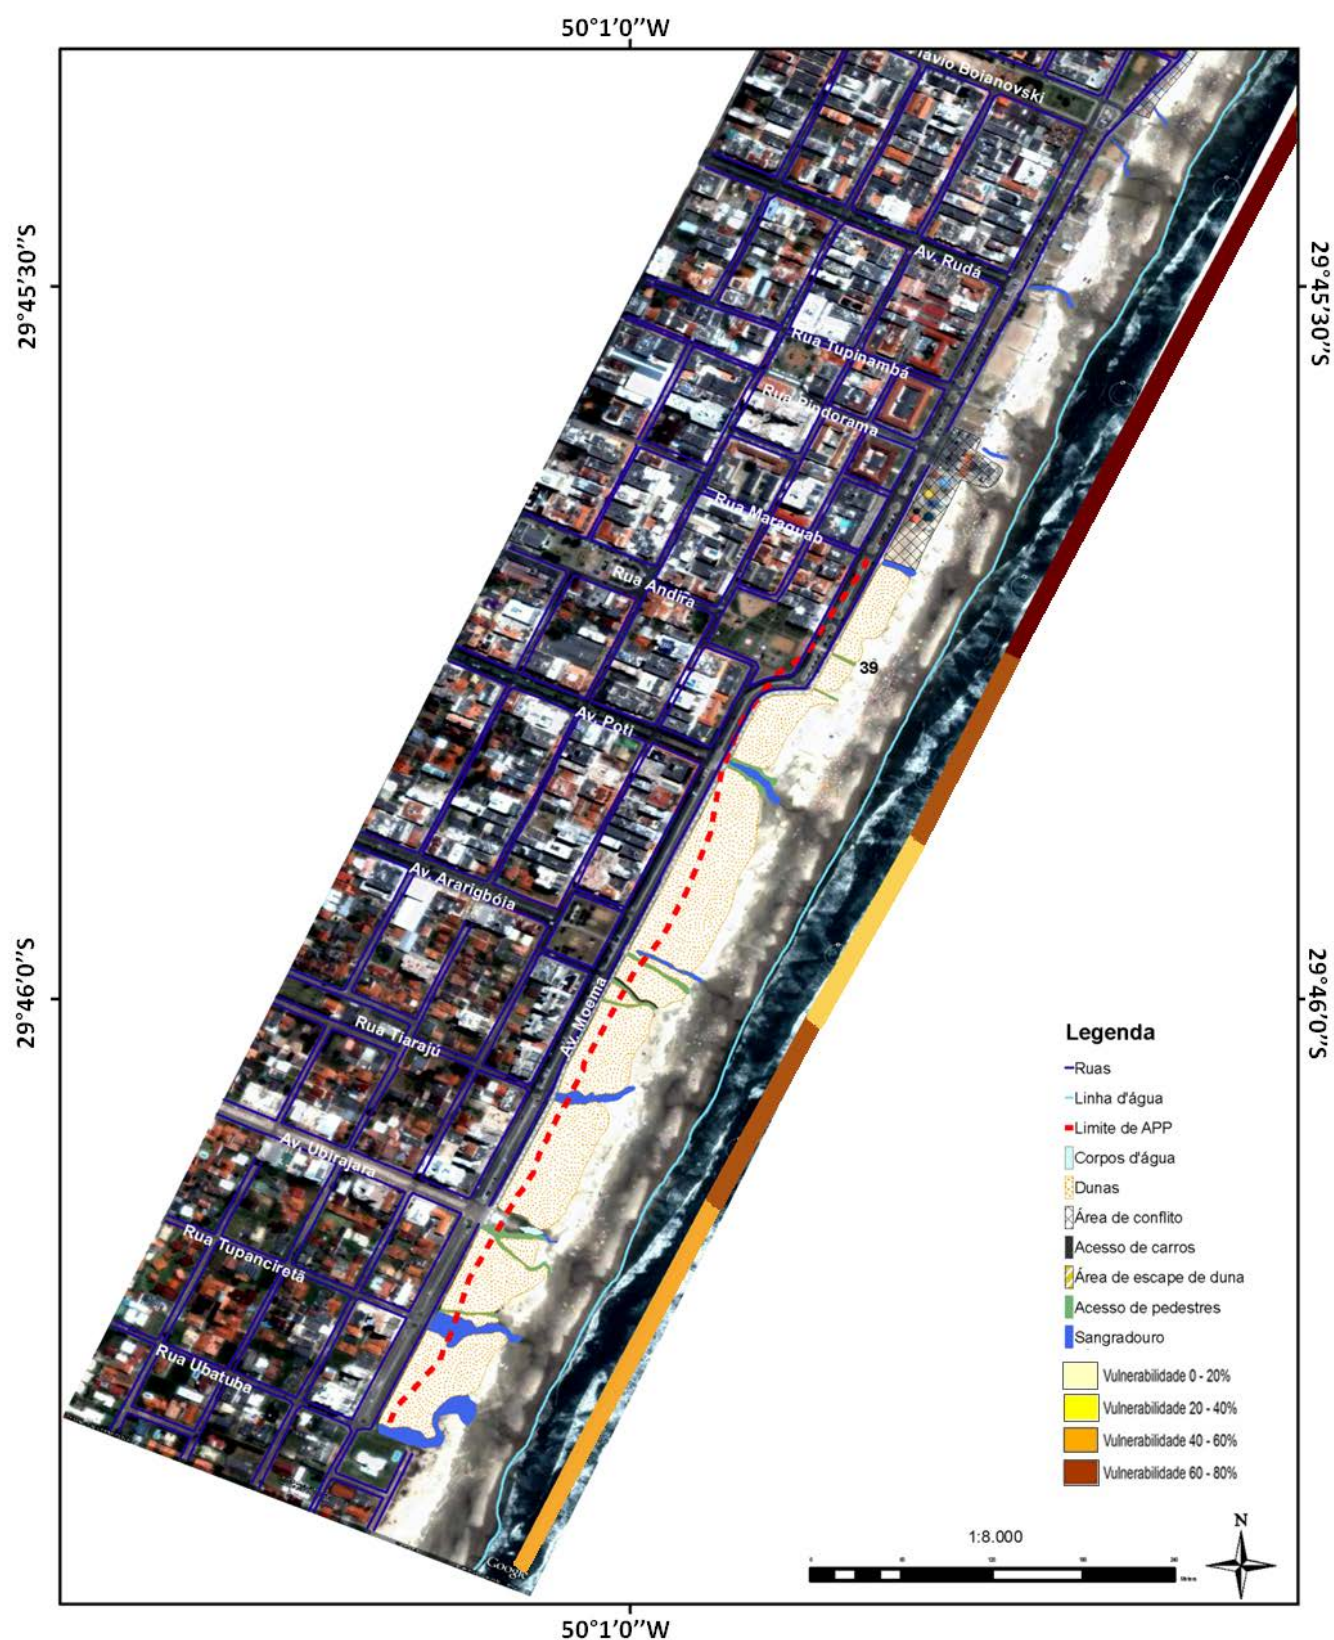 50°1'0''W
Flávio Boianovski
Av. Rudá
29°45'30''S
29°45'30''S
Rua Tupinambá
Rua Pindorama
Rua Maraguab
Rua Andira
39
Av. Poti
Av. Ararigbóia
Av. Moema
29°46'0''S
29°46'0''S
Rua Tiarajú
Av. Ubirajara
Rua Tupanciretã
Rua Ubatuba
Legenda
Ruas
Linha d'água
Limite de APP
Corpos d'água
Dunas
Área de conflito
Acesso de carros
Área de escape de duna
Acesso de pedestres
Sangradouro
Vulnerabilidade 0 - 20%
Vulnerabilidade 20 - 40%
Vulnerabilidade 40 - 60%
Vulnerabilidade 60 - 80%
N
1:8.000
Google
50°1'0''W